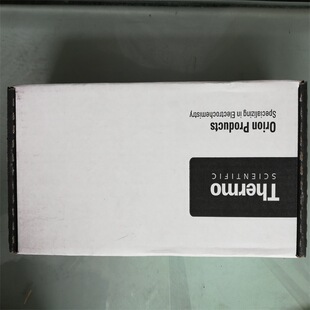 Thermo
SCIENTIFIC
Orion Products
Specializing in Electrochemistry